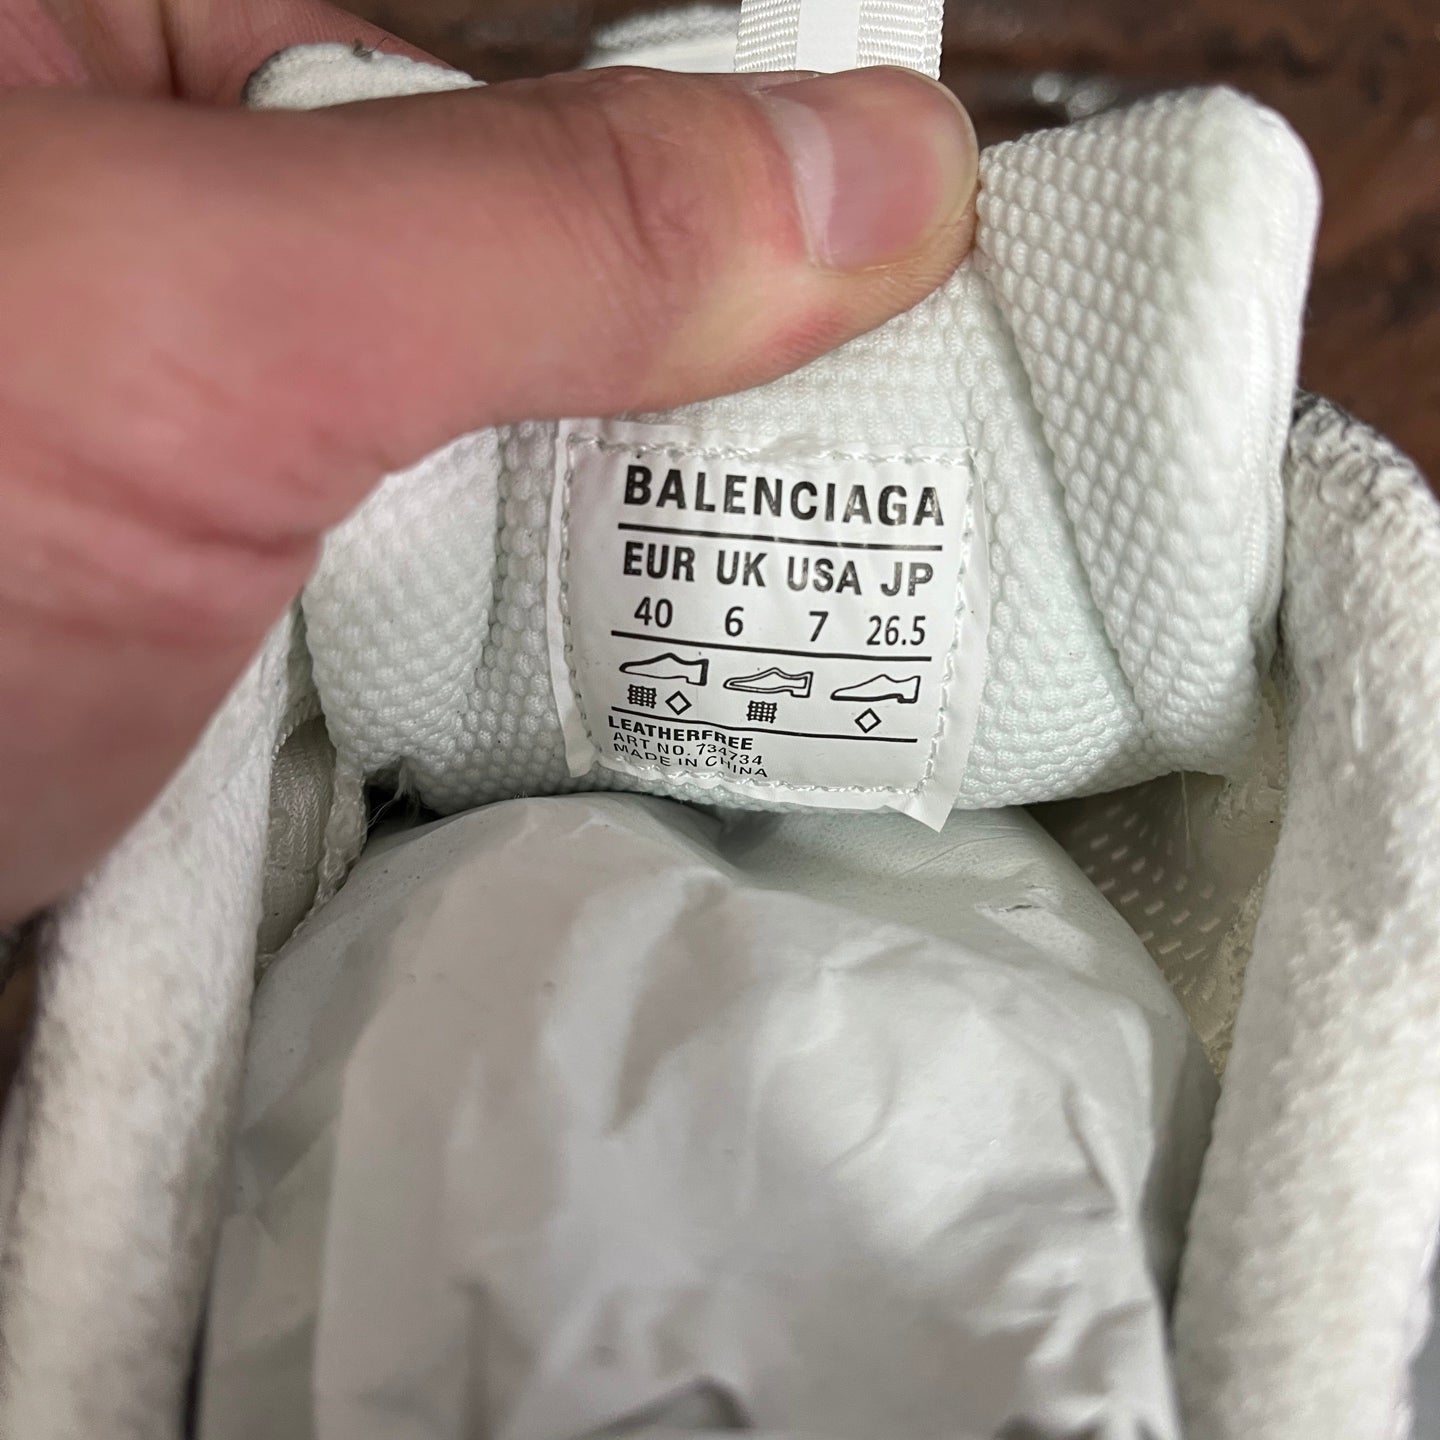 BALENCIAGA
EUR UK USA JP
40 6 7 26.5
LEATHERFREE
ART NO. 734734
MADE IN CHINA